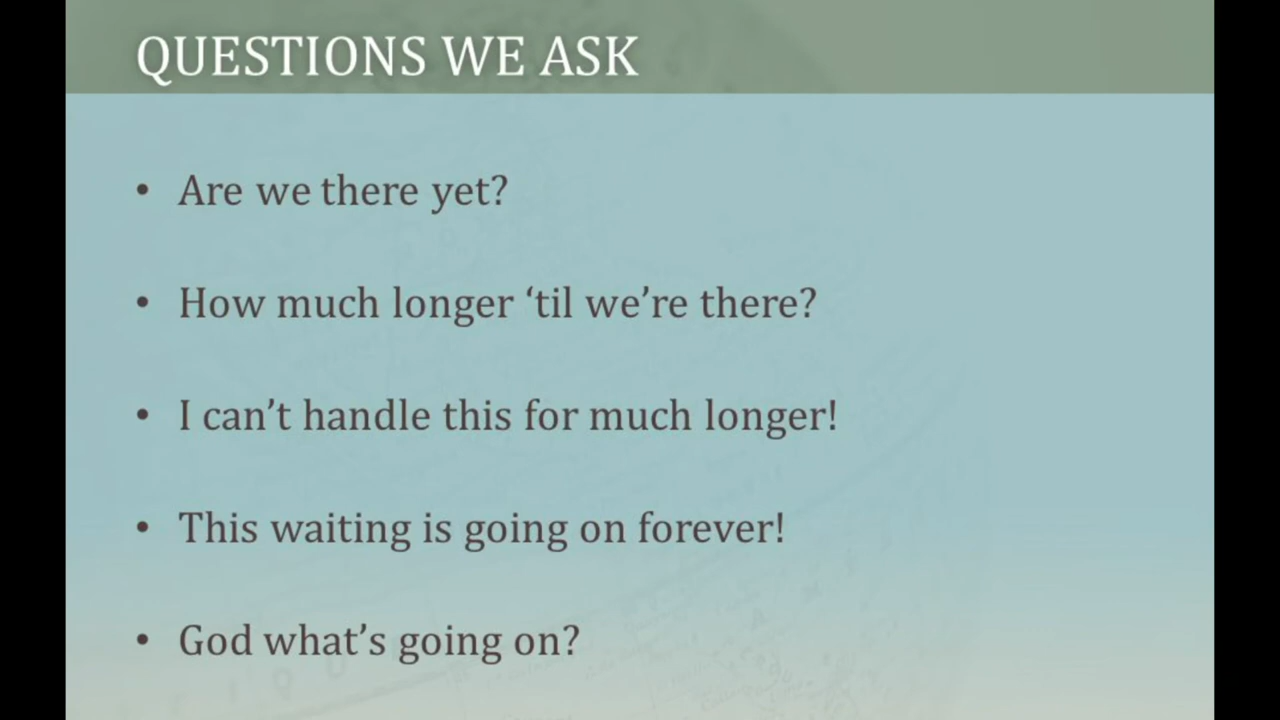 QUESTIONS WE ASK
• Are we there yet?
• How much longer ‘til we’re there?
• I can’t handle this for much longer!
• This waiting is going on forever!
• God what’s going on?